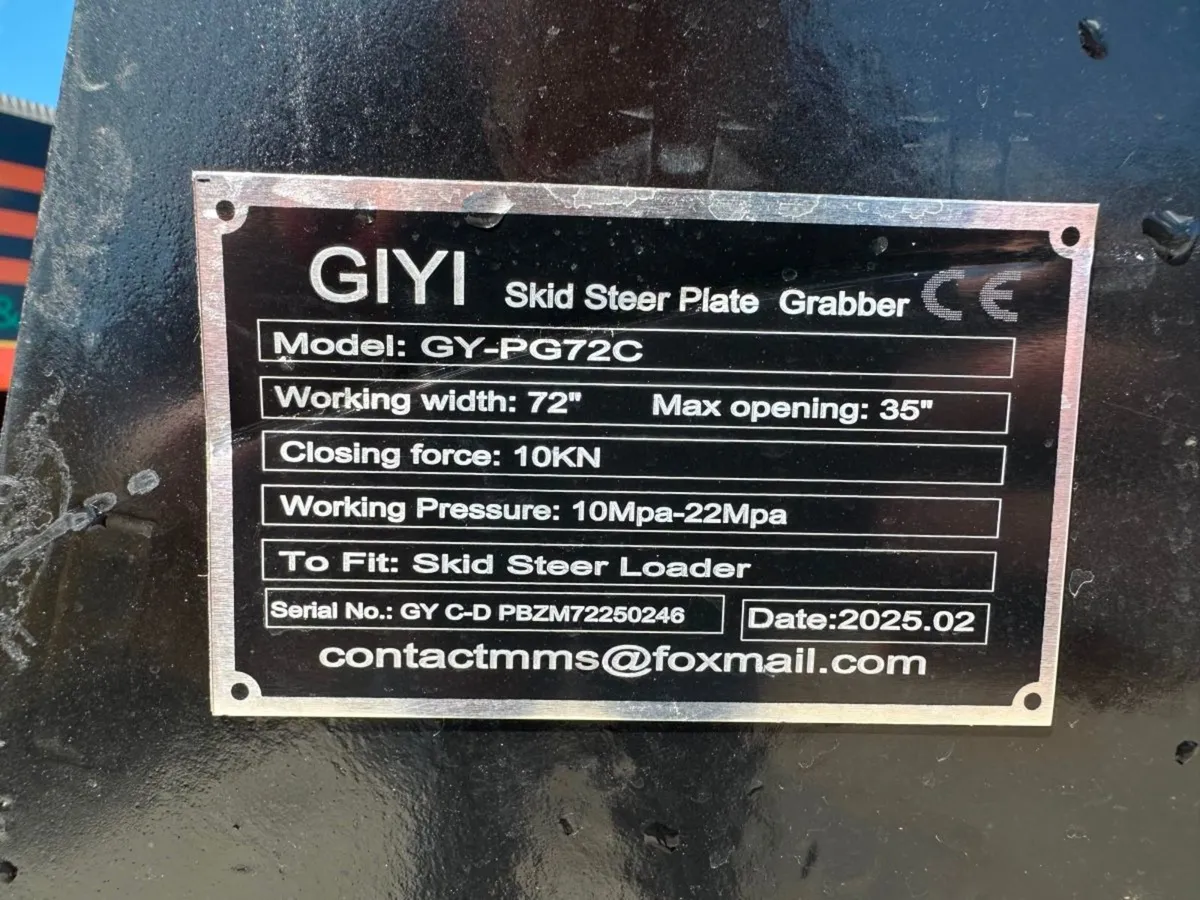 GIYI Skid Steer Plate Grabber CE
Model: GY-PG72C
Working width: 72" Max opening: 35"
Closing force: 10KN
Working Pressure: 10Mpa-22Mpa
To Fit: Skid Steer Loader
Serial No.: GY C-D PBZM72250246 Date:2025.02
contactmms@foxmail.com
&